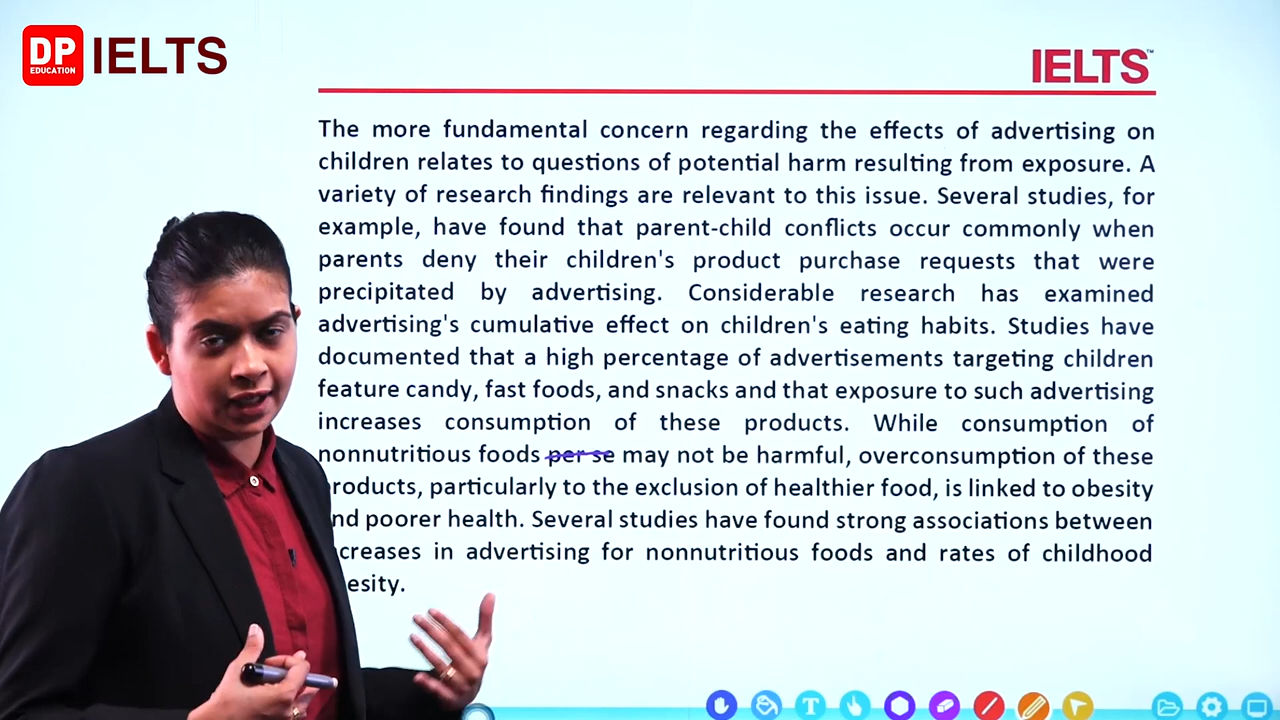 DP
EDUCATION
IELTS
IELTS™
The more fundamental concern regarding the effects of advertising on
children relates to questions of potential harm resulting from exposure. A
variety of research findings are relevant to this issue. Several studies, for
example, have found that parent-child conflicts occur commonly when
parents deny their children's product purchase requests that were
precipitated by advertising. Considerable research has examined
advertising's cumulative effect on children's eating habits. Studies have
documented that a high percentage of advertisements targeting children
feature candy, fast foods, and snacks and that exposure to such advertising
increases consumption of these products. While consumption of
nonnutritious foods per se may not be harmful, overconsumption of these
roducts, particularly to the exclusion of healthier food, is linked to obesity
nd poorer health. Several studies have found strong associations between
creases in advertising for nonnutritious foods and rates of childhood
esity.
T